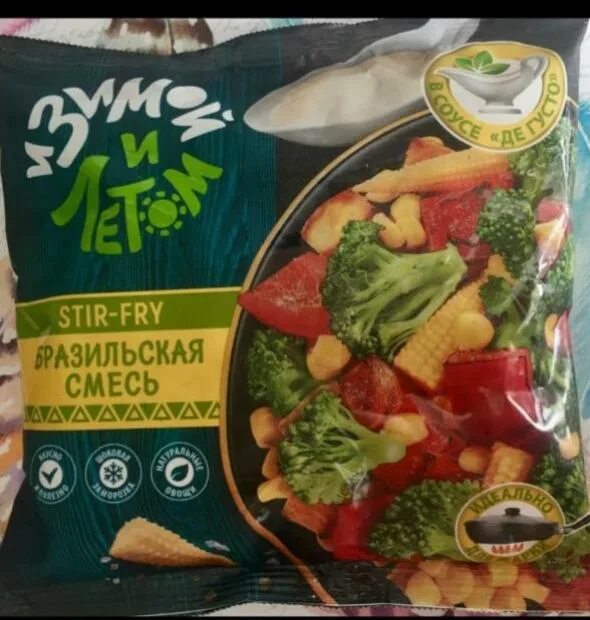 и ЗИМОЙ
и
ЛЕТОМ
В СОУСЕ «ДЕ ГУСТО»
STIR-FRY
БРАЗИЛЬСКАЯ
СМЕСЬ
ВКУСНО
И ПОЛЕЗНО
ШОКОВАЯ
ЗАМОРОЗКА
НАТУРАЛЬНЫЕ
ОВОЩИ
ИДЕАЛЬНО